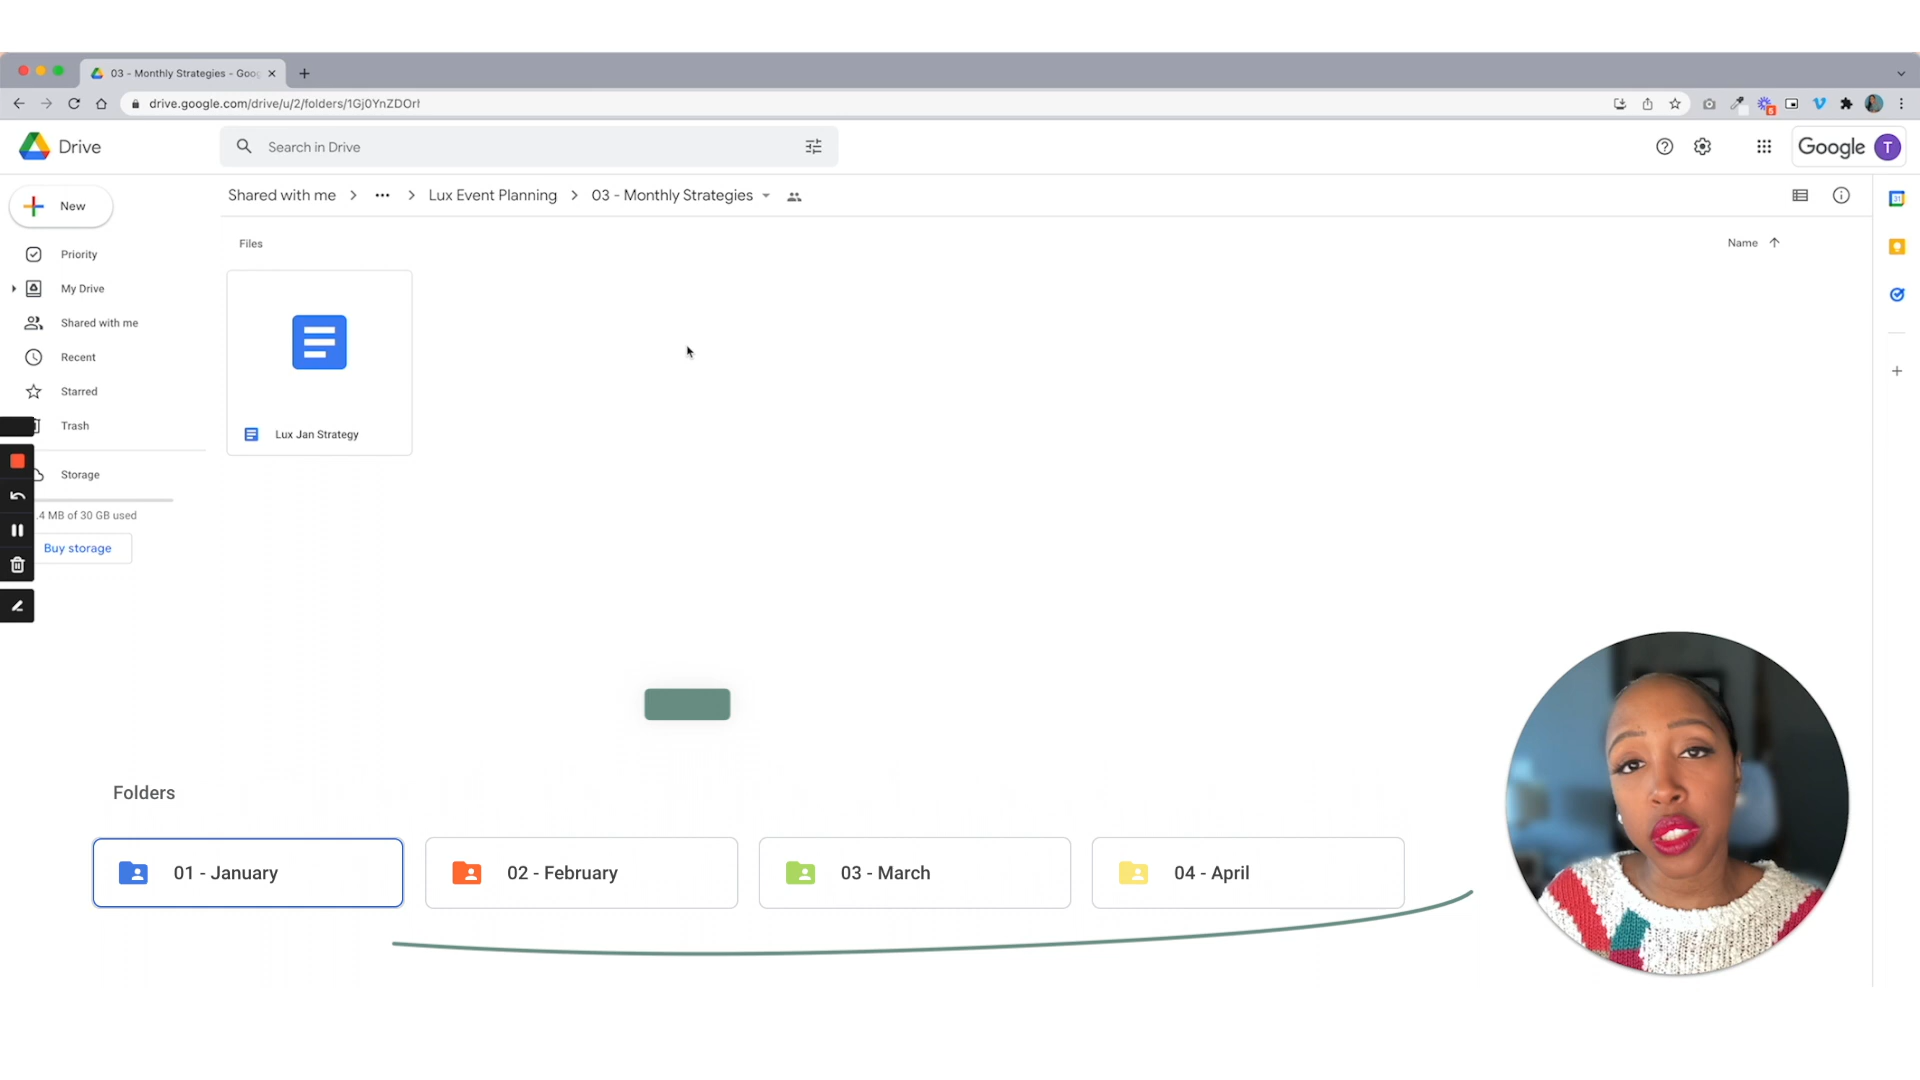 03 - Monthly Strategies - Goo
drive.google.com/drive/u/2/folders/1Gj0YnZDOrl
Drive
Search in Drive
Google
T
New
Shared with me
Lux Event Planning
03 - Monthly Strategies
Priority
My Drive
Shared with me
Recent
Starred
Trash
Storage
.4 MB of 30 GB used
Buy storage
Files
Name
Lux Jan Strategy
31
Folders
01 - January
02 - February
03 - March
04 - April